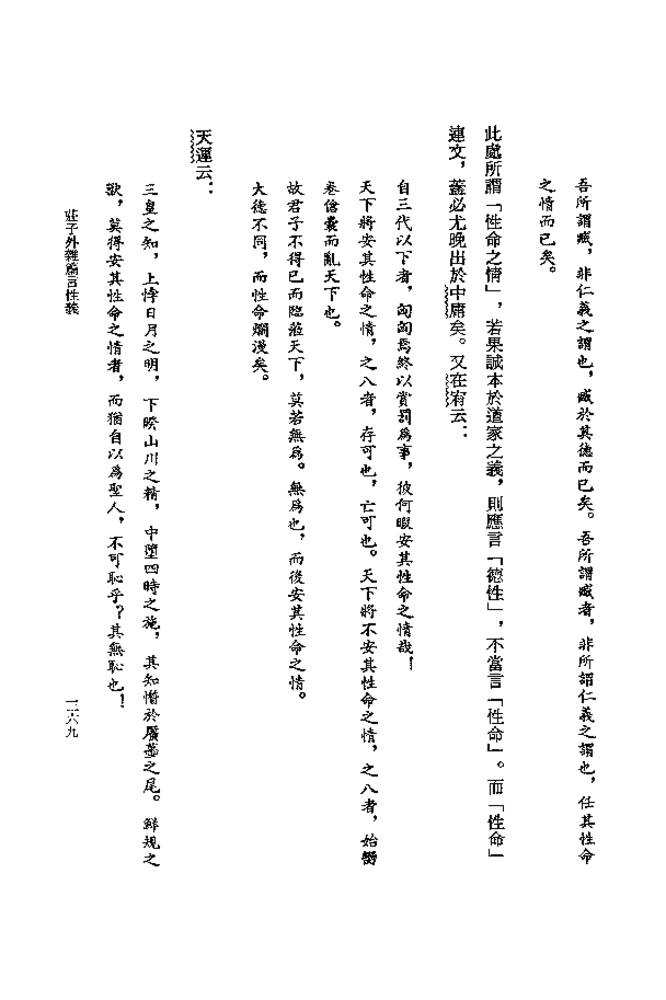 吾所謂臧，非仁義之謂也，臧於其德而已矣。吾所謂臧者，非所謂仁義之謂也，任其性命
之情而已矣。
此處所謂「性命之情」，若果誠本於道家之義，則應言「德性」，不當言「性命」。而「性命」
連文，蓋必尤晚出於中庸矣。又在宥云：
自三代以下者，匈匈焉終以賞罰為事，彼何暇安其性命之情哉！
天下將安其性命之情，之八者，存可也，亡可也。天下將不安其性命之情，之八者，始臠
卷傖囊而亂天下也。
故君子不得已而臨蒞天下，莫若無為。無為也，而後安其性命之情。
大德不同，而性命爛漫矣。
天運云：
三皇之知，上悖日月之明，下睽山川之精，中墮四時之施，其知憯於蠣蠆之尾。鮮規之
獸，莫得安其性命之情者，而猶自以為聖人，不可恥乎？其無恥也！
莊子外雜篇言性義
三六九